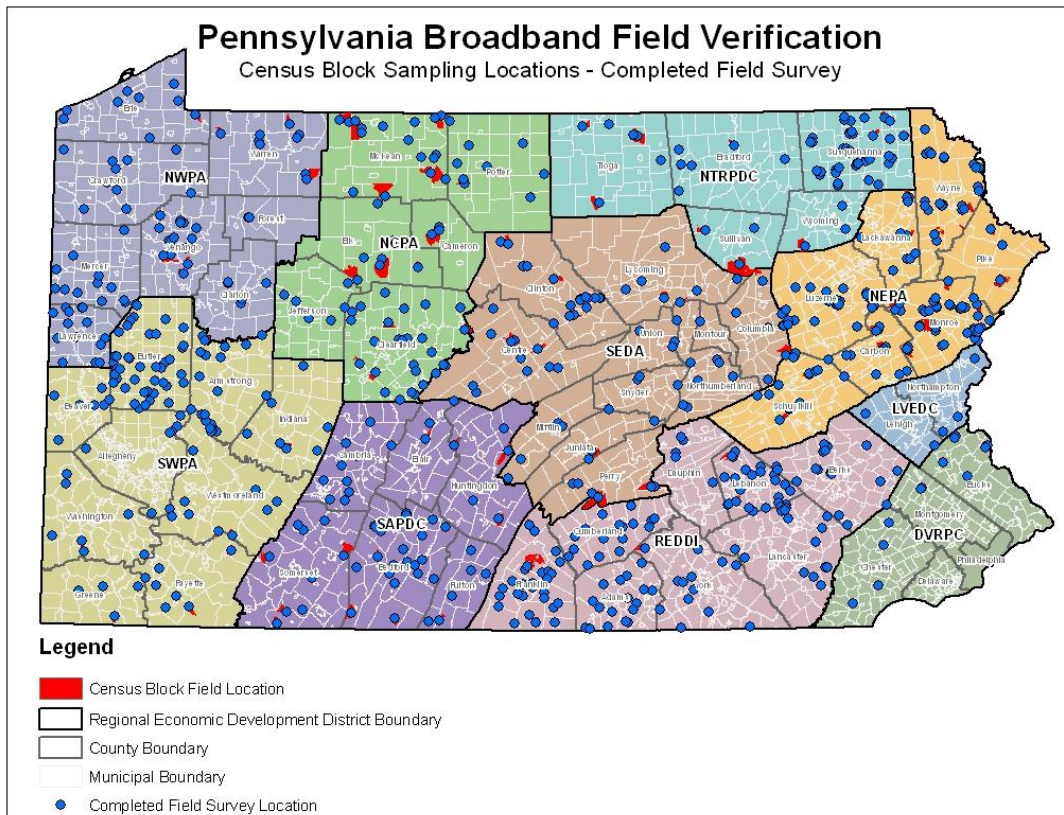 Pennsylvania Broadband Field Verification
Census Block Sampling Locations - Completed Field Survey
Erie
Warren
McKean
Potter
Tioga
Bradford
Susquehanna
Wayne
Crawford
NWPA
NTRPDC
Forest
Venango
Elk
NCPA
Cameron
Sullivan
Wyoming
Lackawanna
Pike
Mercer
Clarion
Jefferson
Clinton
Lycoming
Luzerne
NEPA
Monroe
Lawrence
Clearfield
Centre
Union
Montour
Columbia
SEDA
Carbon
Butler
Armstrong
Snyder
Northumberland
Northampton
LVEDC
Lehigh
Beaver
Indiana
Mifflin
Schuylkill
Allegheny
SWPA
Cambria
Blair
Juniata
Dauphin
Lebanon
Berks
Bucks
Westmoreland
Huntingdon
Perry
Montgomery
Washington
SAPDC
Cumberland
REDDI
Lancaster
DVRPC
Chester
Philadelphia
Somerset
Bedford
Fulton
Franklin
Adams
York
Delaware
Greene
Fayette
Legend
Census Block Field Location
Regional Economic Development District Boundary
County Boundary
Municipal Boundary
Completed Field Survey Location